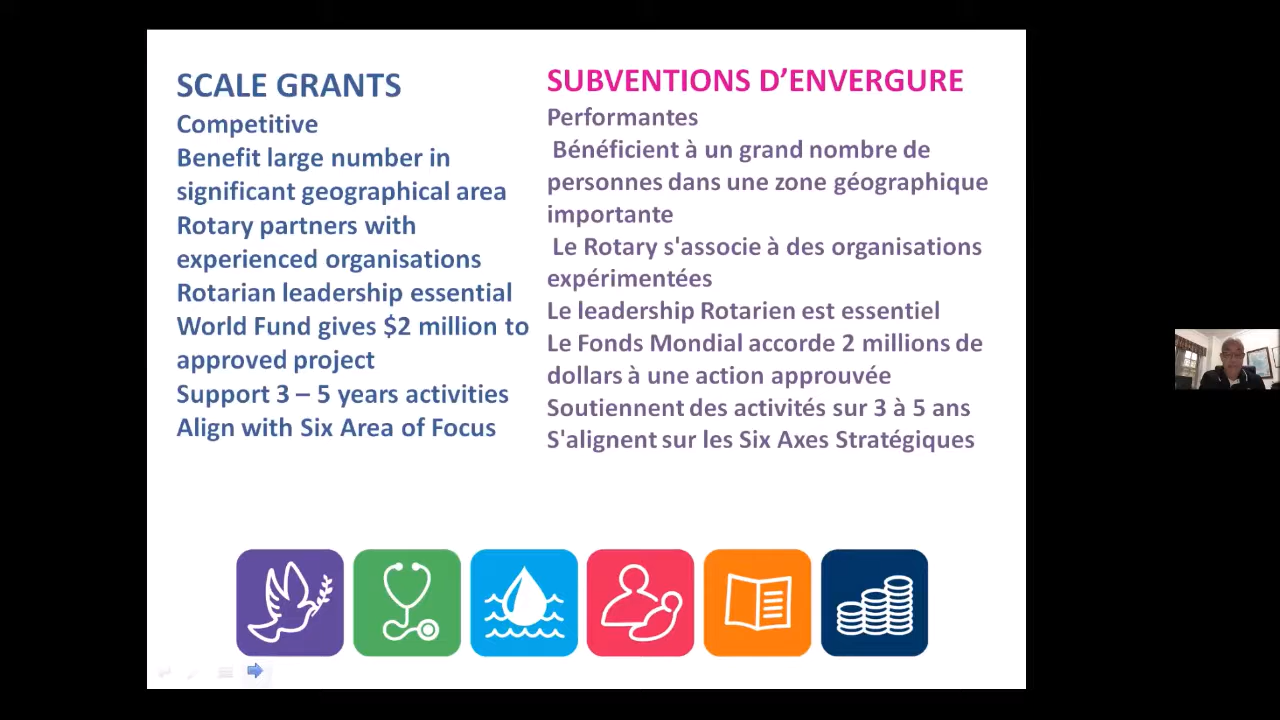 SCALE GRANTS
Competitive
Benefit large number in
significant geographical area
Rotary partners with
experienced organisations
Rotarian leadership essential
World Fund gives $2 million to
approved project
Support 3 – 5 years activities
Align with Six Area of Focus
SUBVENTIONS D’ENVERGURE
Performantes
Bénéficient à un grand nombre de
personnes dans une zone géographique
importante
Le Rotary s'associe à des organisations
expérimentées
Le leadership Rotarien est essentiel
Le Fonds Mondial accorde 2 millions de
dollars à une action approuvée
Soutiennent des activités sur 3 à 5 ans
S'alignent sur les Six Axes Stratégiques